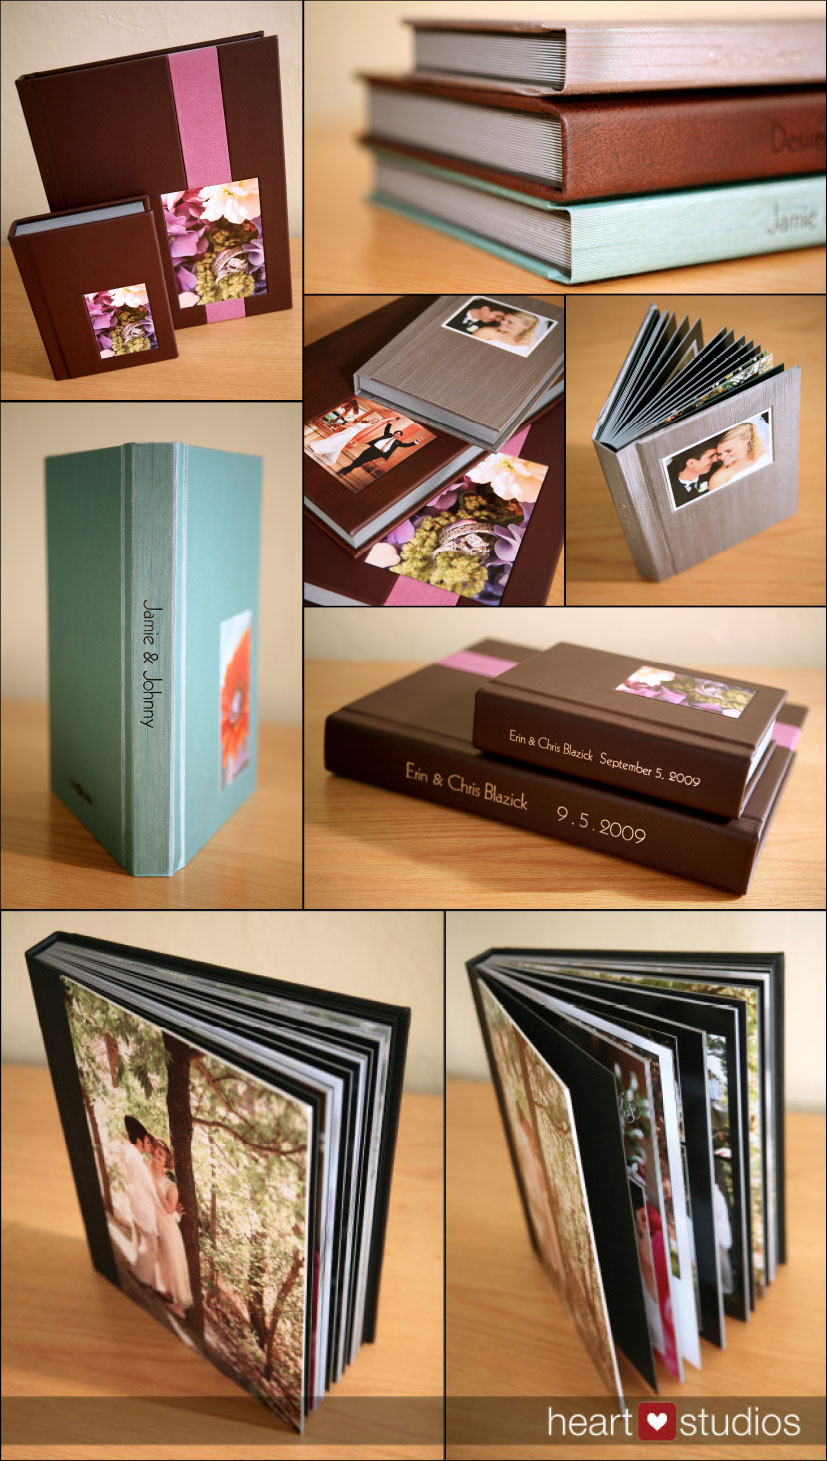 Desire
Jamie
Jamie & Johnny
Erin & Chris Blazick September 5, 2009
Erin & Chris Blazick 9.5.2009
heart studios